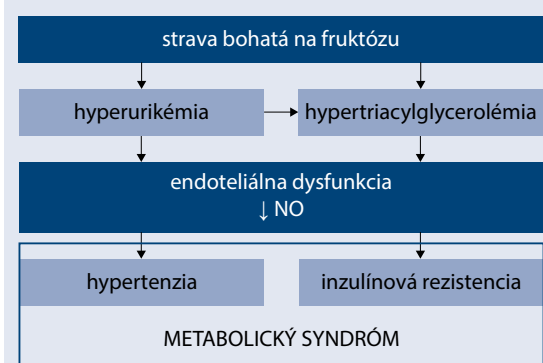 strava bohatá na fruktózu
hyperurikémia
hypertriacylglycerolémia
endoteliálna dysfunkcia
↓ NO
hypertenzia
inzulínová rezistencia
METABOLICKÝ SYNDRÓM